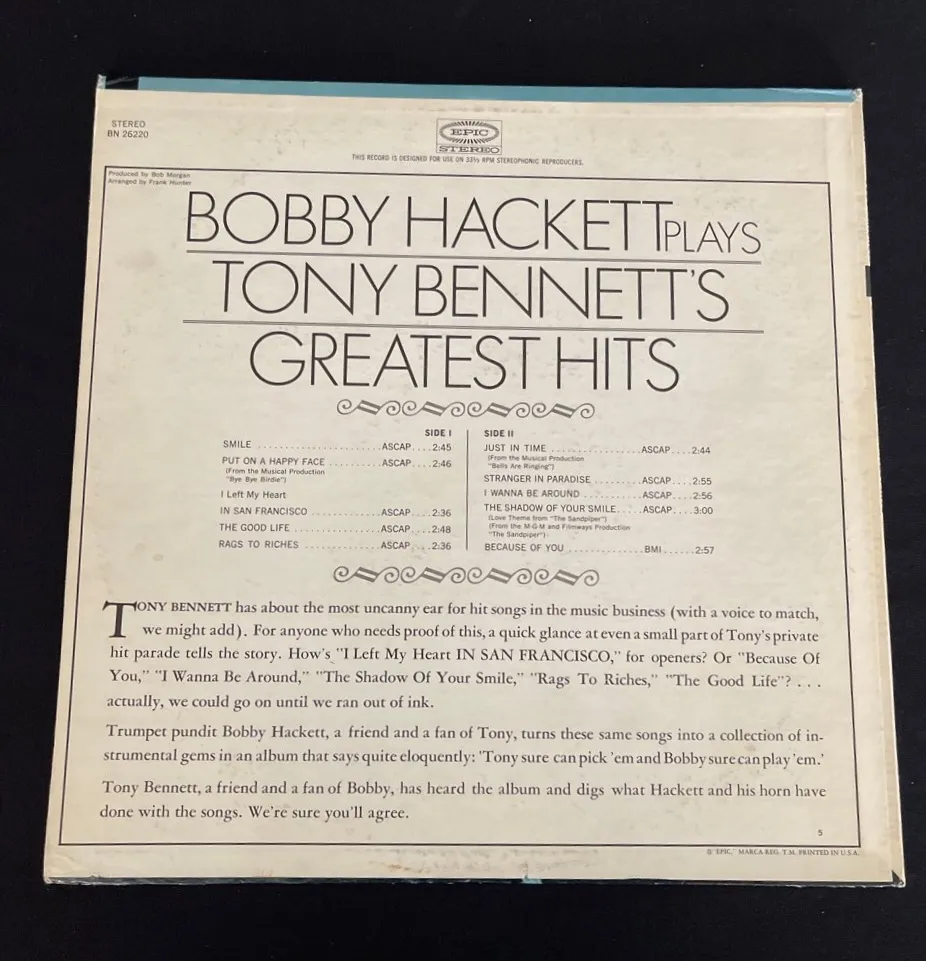 STEREO
BN 26220
EPIC
STEREO
THIS RECORD IS DESIGNED FOR USE ON 33⅓ RPM STEREOPHONIC REPRODUCERS.
Produced by Bob Morgan
Arranged by Frank Hunter
BOBBY HACKETT PLAYS
TONY BENNETT'S
GREATEST HITS
SIDE I
SMILE ....................... ASCAP .... 2:45
PUT ON A HAPPY FACE .......... ASCAP .... 2:46
(From the Musical Production
"Bye Bye Birdie")
I Left My Heart
IN SAN FRANCISCO ............. ASCAP .... 2:36
THE GOOD LIFE ................ ASCAP .... 2:48
RAGS TO RICHES .............. ASCAP .... 2:36
SIDE II
JUST IN TIME ................. ASCAP .... 2:44
(From the Musical Production
"Bells Are Ringing")
STRANGER IN PARADISE ......... ASCAP .... 2:55
I WANNA BE AROUND ........... ASCAP .... 2:56
THE SHADOW OF YOUR SMILE ..... ASCAP .... 3:00
(Love Theme from "The Sandpiper")
(From the M-G-M and Filmways Production
"The Sandpiper")
BECAUSE OF YOU .............. BMI ...... 2:57
TONY BENNETT has about the most uncanny ear for hit songs in the music business (with a voice to match,
we might add). For anyone who needs proof of this, a quick glance at even a small part of Tony's private
hit parade tells the story. How's "I Left My Heart IN SAN FRANCISCO," for openers? Or "Because Of
You," "I Wanna Be Around," "The Shadow Of Your Smile," "Rags To Riches," "The Good Life"? . . .
actually, we could go on until we ran out of ink.
Trumpet pundit Bobby Hackett, a friend and a fan of Tony, turns these same songs into a collection of in-
strumental gems in an album that says quite eloquently: 'Tony sure can pick 'em and Bobby sure can play 'em.'
Tony Bennett, a friend and a fan of Bobby, has heard the album and digs what Hackett and his horn have
done with the songs. We're sure you'll agree.
5
® "EPIC," MARCA REG. T.M. PRINTED IN U.S.A.